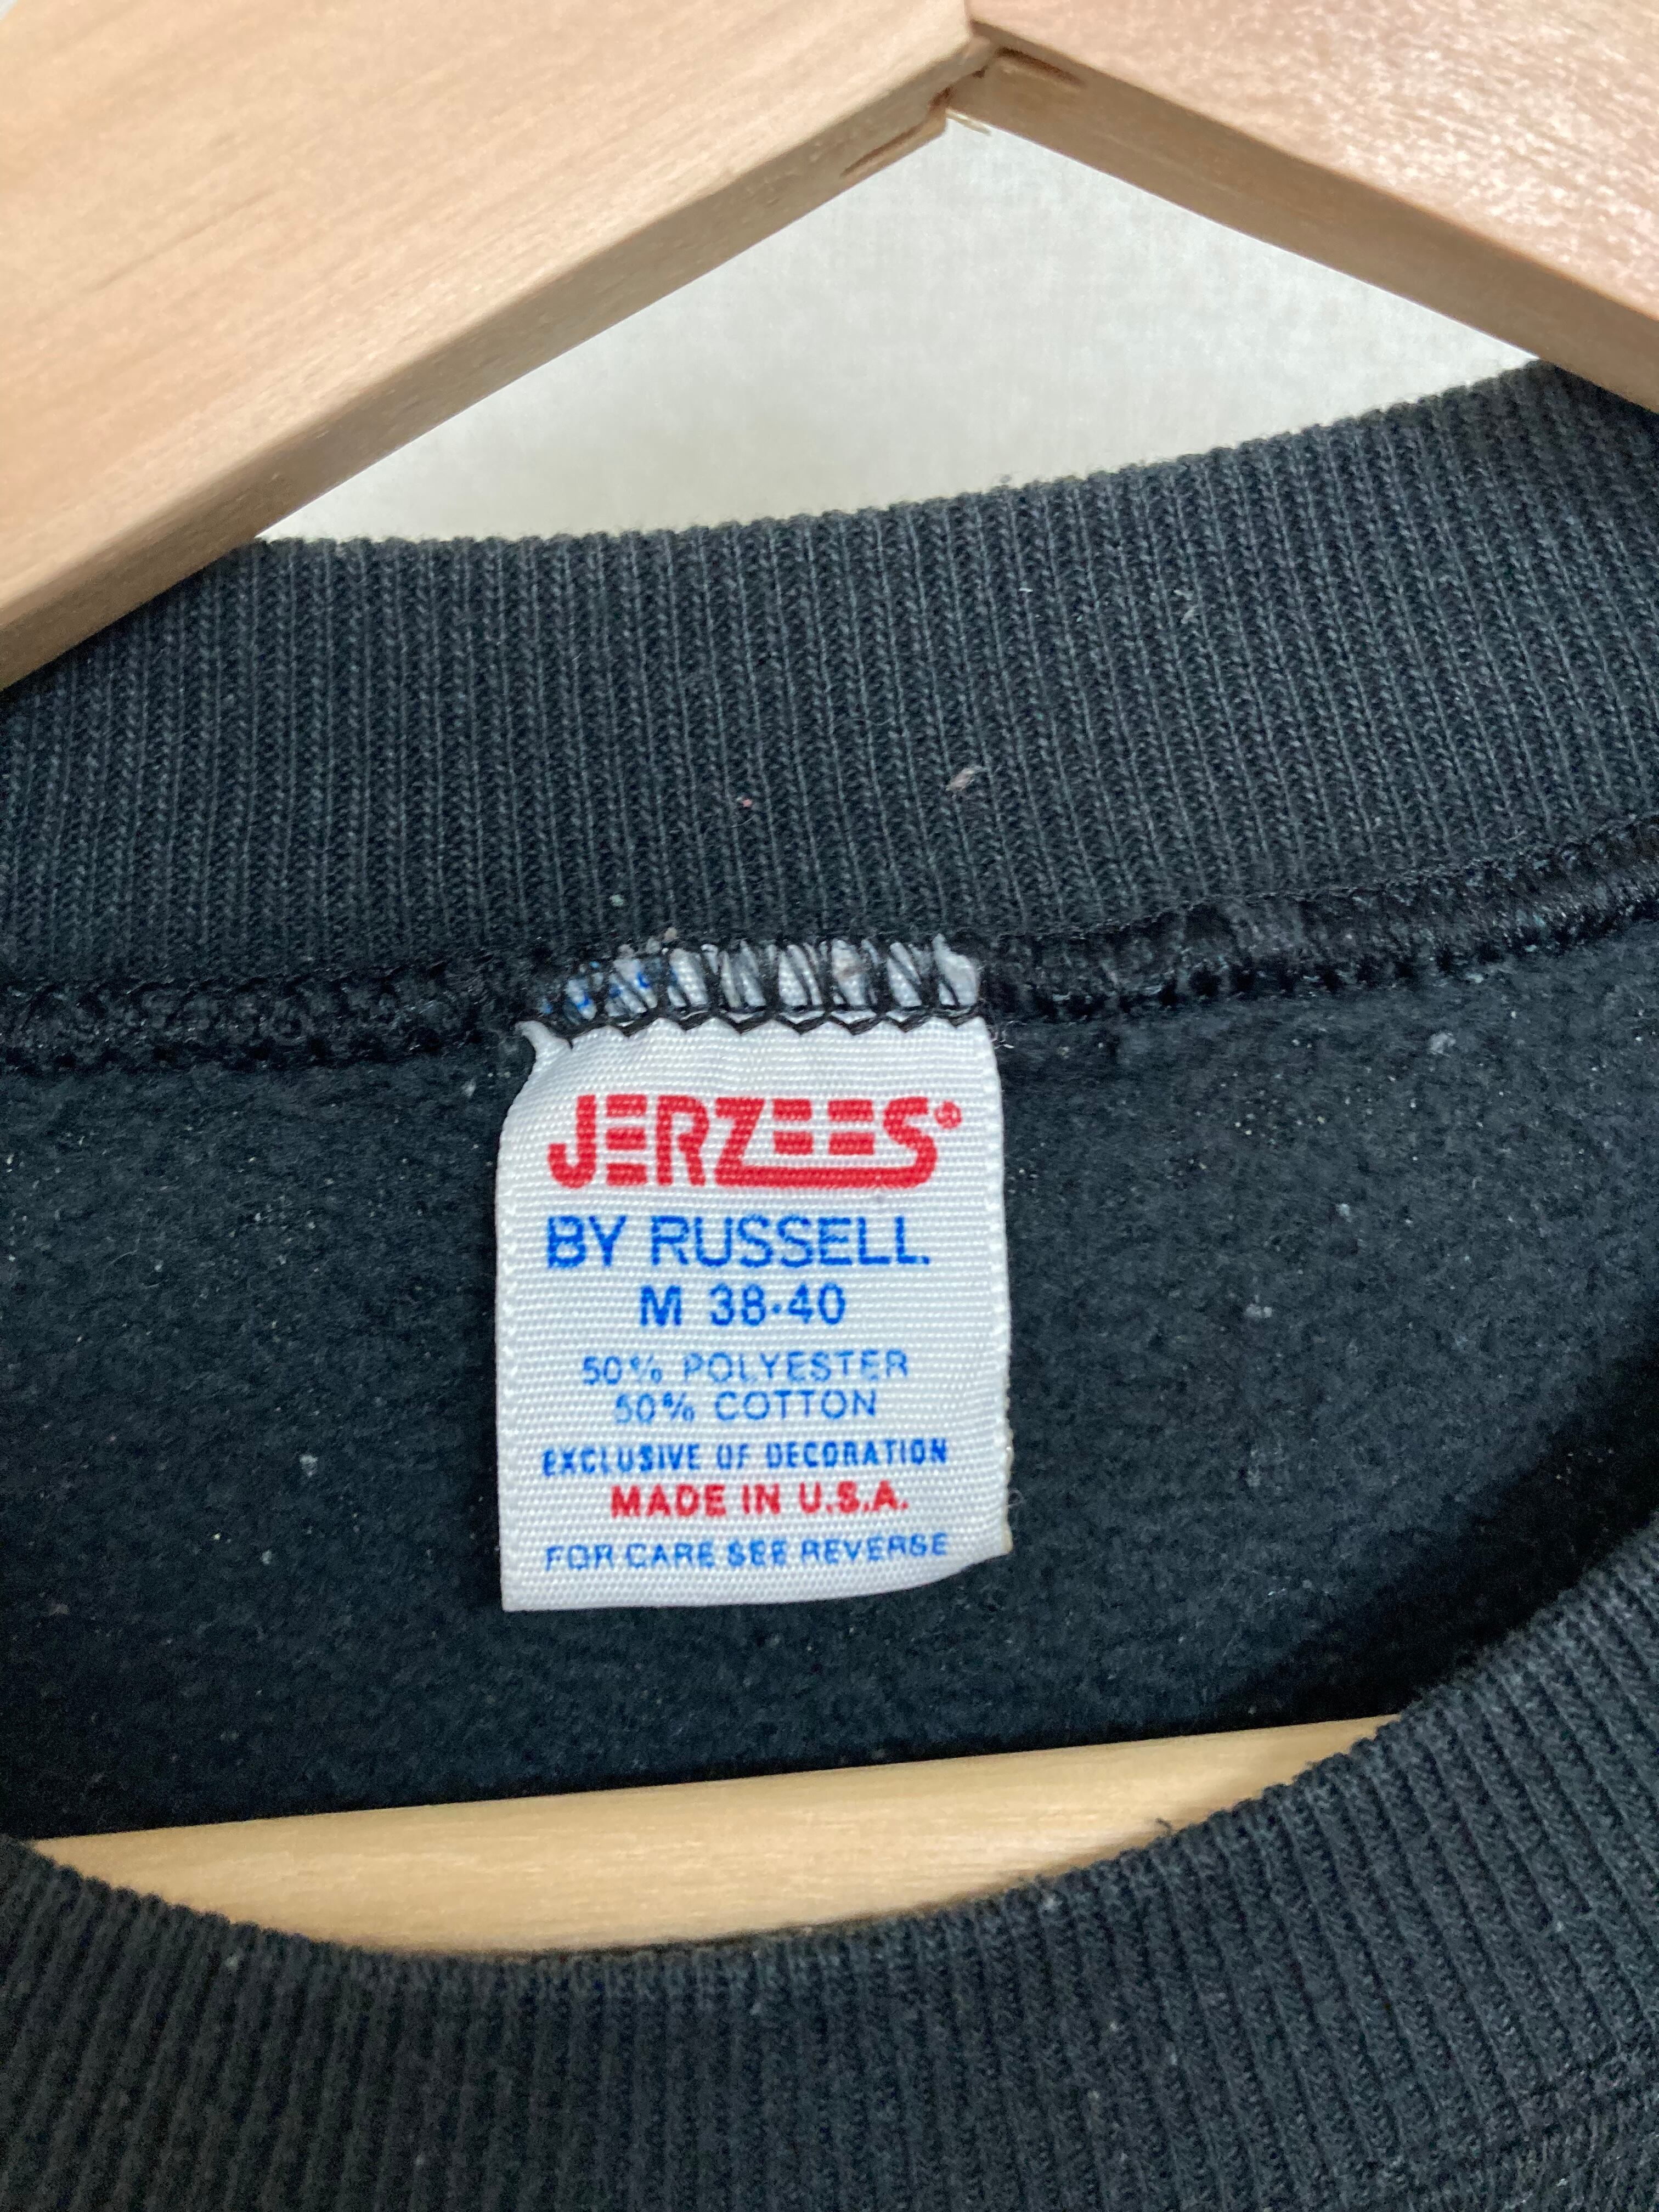 JERZEES®
BY RUSSELL
M 38-40
50% POLYESTER
50% COTTON
EXCLUSIVE OF DECORATION
MADE IN U.S.A.
FOR CARE SEE REVERSE